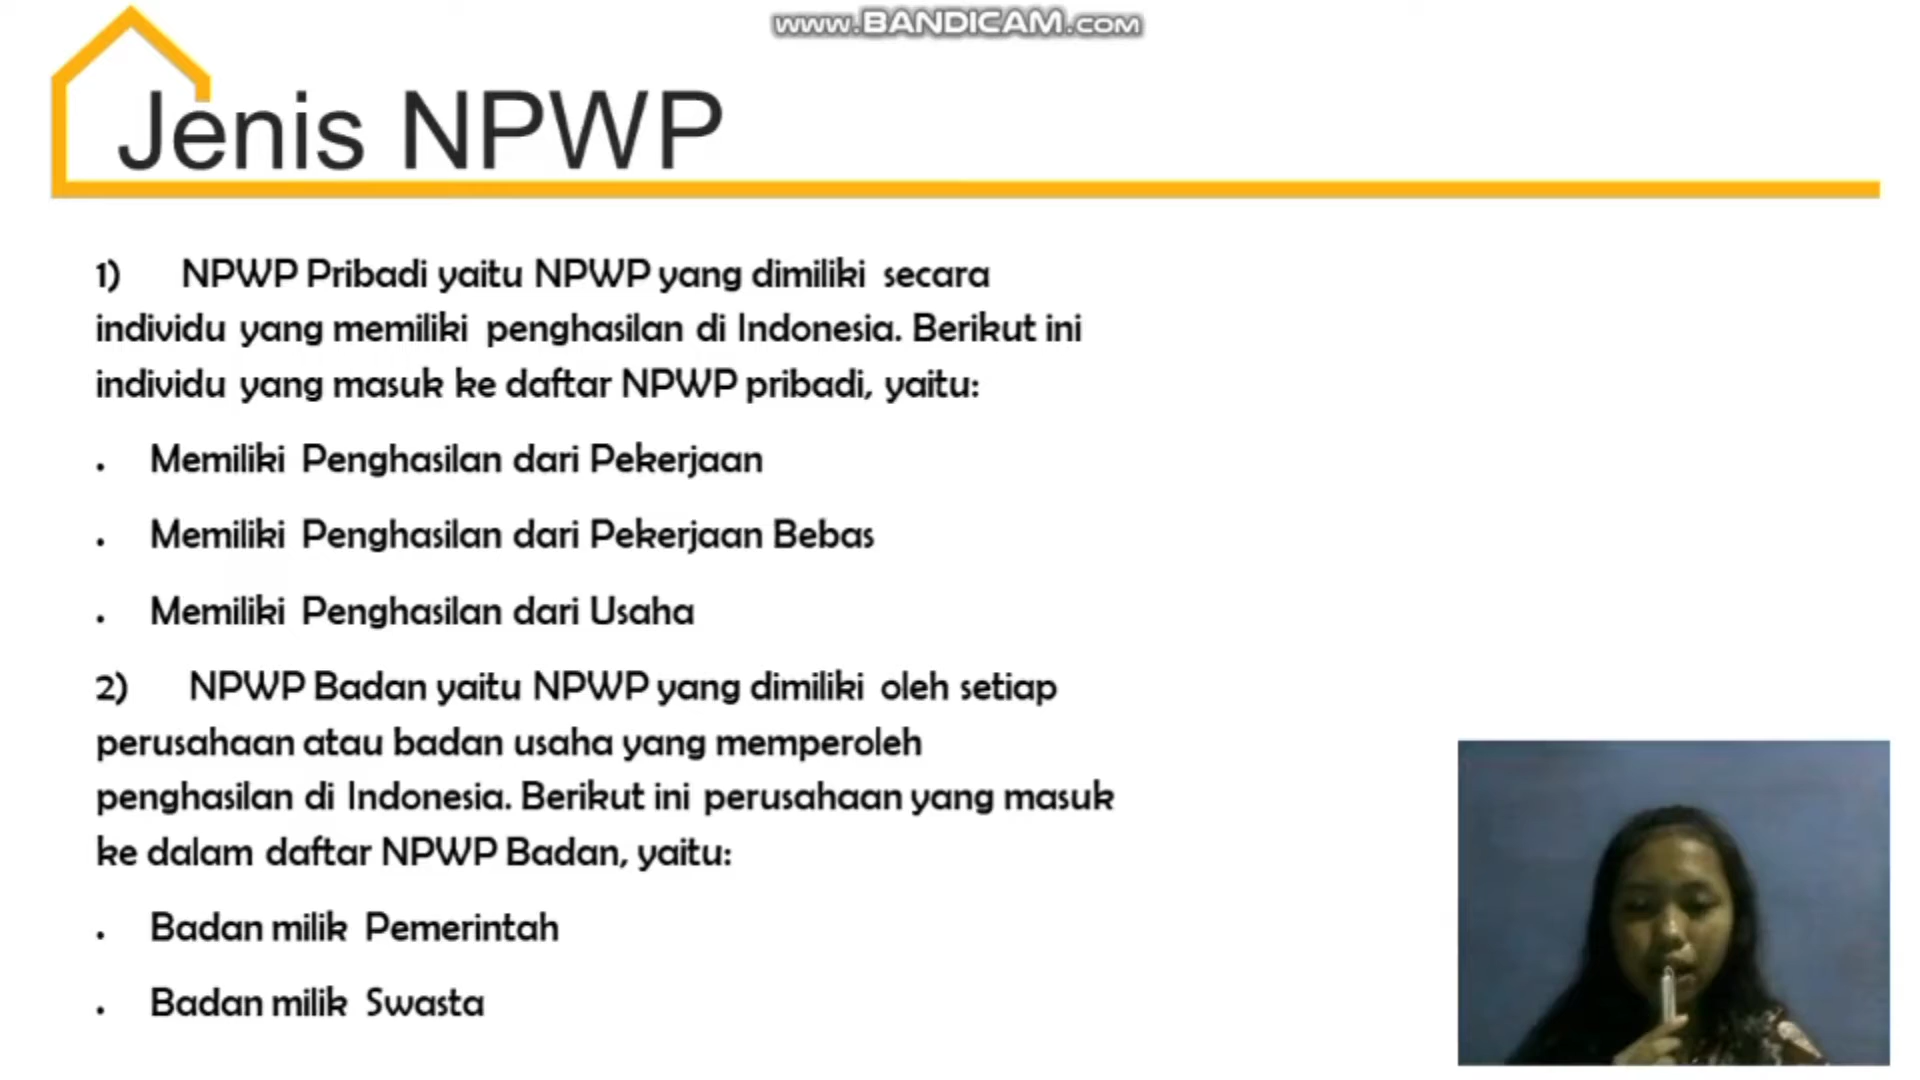 www.BANDICAM.com
Jenis NPWP
1) NPWP Pribadi yaitu NPWP yang dimiliki secara
individu yang memiliki penghasilan di Indonesia. Berikut ini
individu yang masuk ke daftar NPWP pribadi, yaitu:
. Memiliki Penghasilan dari Pekerjaan
. Memiliki Penghasilan dari Pekerjaan Bebas
. Memiliki Penghasilan dari Usaha
2) NPWP Badan yaitu NPWP yang dimiliki oleh setiap
perusahaan atau badan usaha yang memperoleh
penghasilan di Indonesia. Berikut ini perusahaan yang masuk
ke dalam daftar NPWP Badan, yaitu:
. Badan milik Pemerintah
. Badan milik Swasta